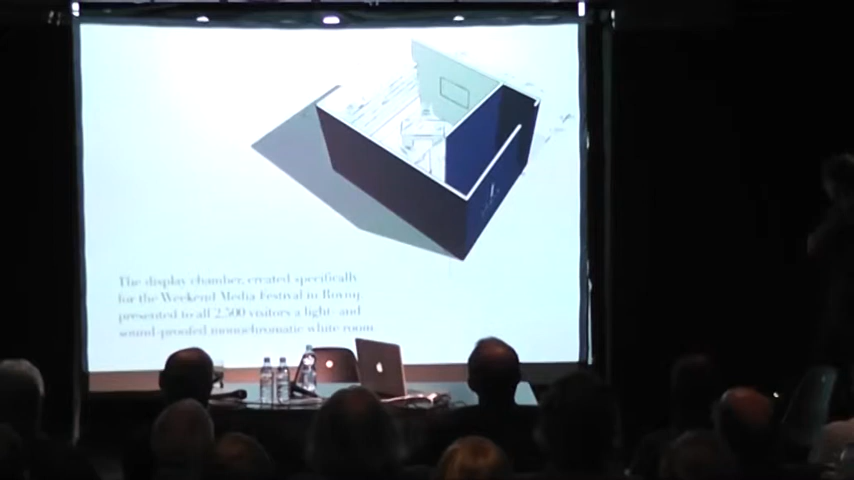 The display chamber, created specifically
for the Weekend Media Festival in Rovinj
presented to all 2,500 visitors a light- and
sound-proofed monochromatic white room